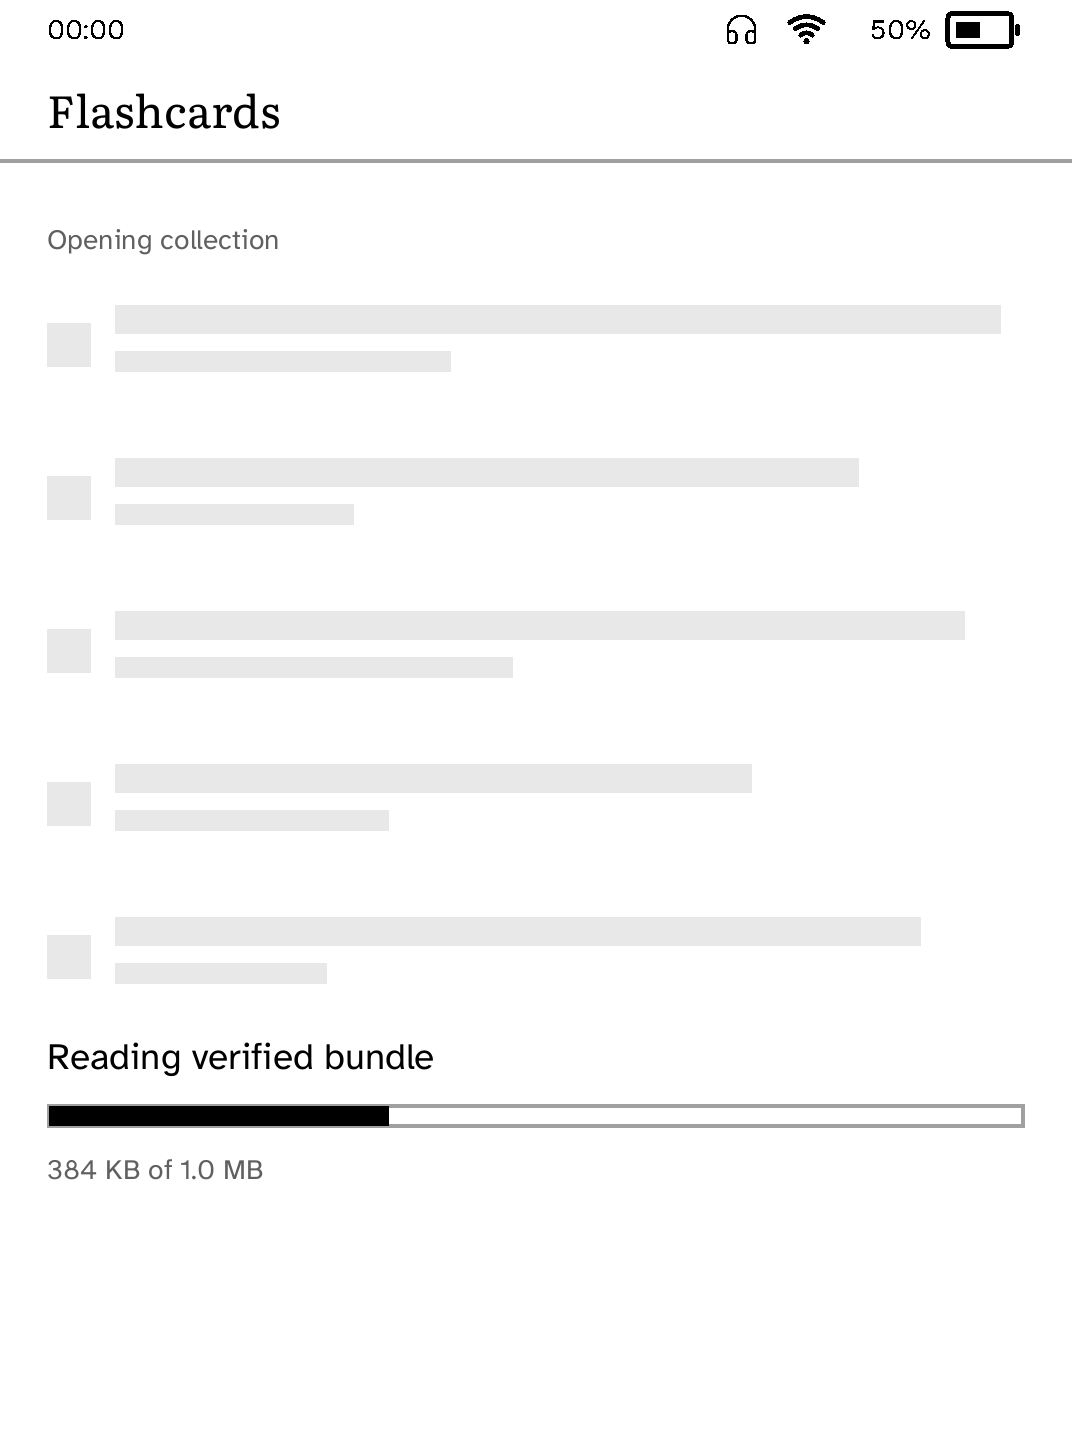 00:00
50%
Flashcards
Opening collection
Reading verified bundle
384 KB of 1.0 MB